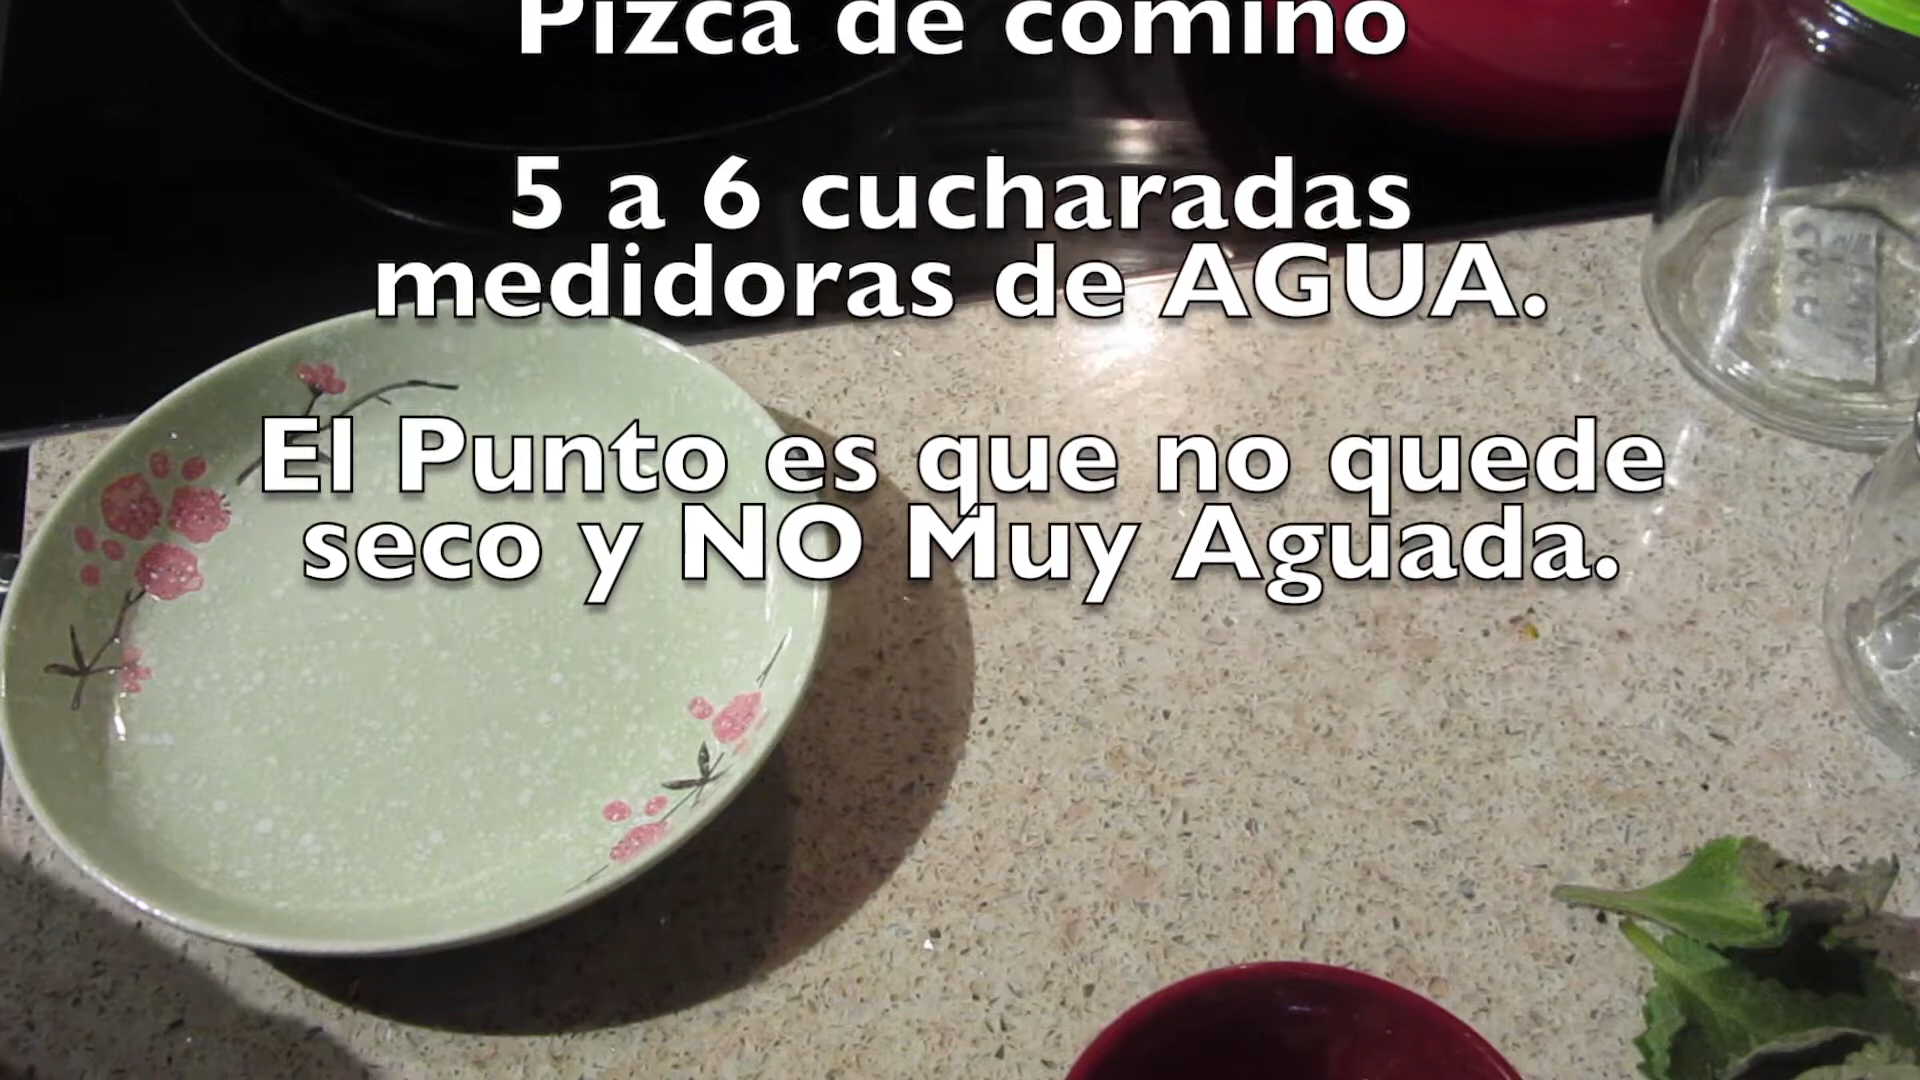 Pizca de comino
5 a 6 cucharadas
medidoras de AGUA.
El Punto es que no quede
seco y NO Muy Aguada.